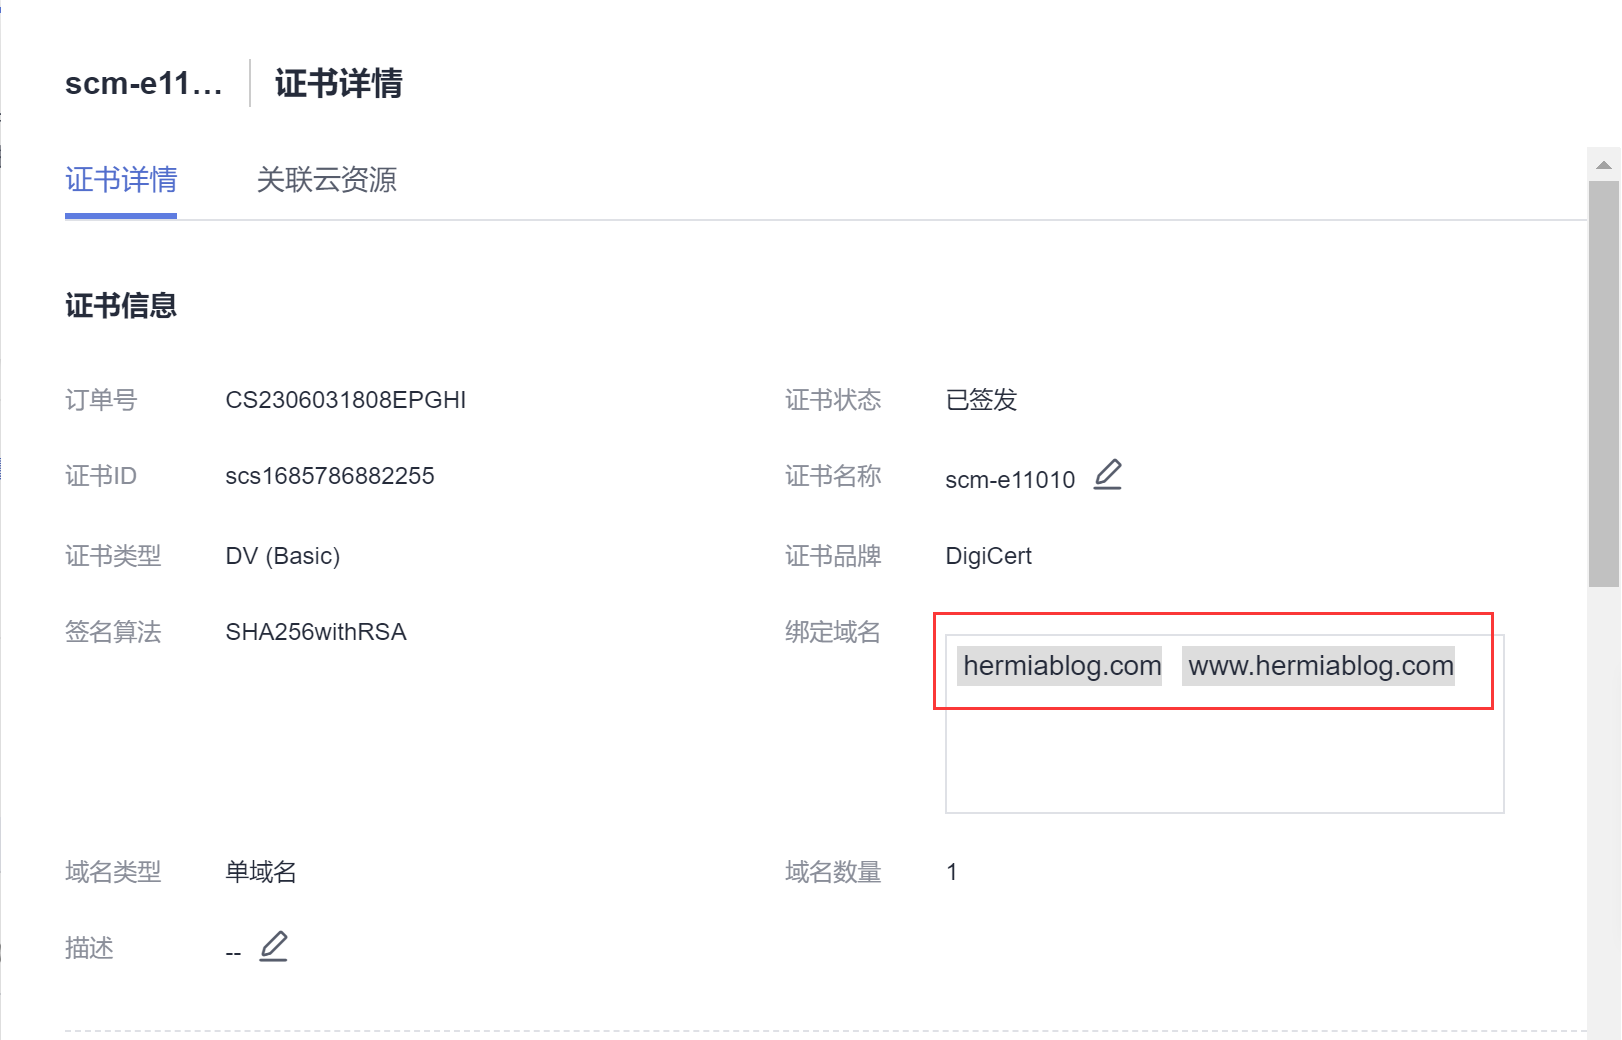 scm-e11... 证书详情
证书详情 关联云资源
证书信息
订单号 CS2306031808EPGHI 证书状态 已签发
证书ID scs1685786882255 证书名称 scm-e11010
证书类型 DV (Basic) 证书品牌 DigiCert
签名算法 SHA256withRSA 绑定域名 hermiablog.com www.hermiablog.com
域名类型 单域名 域名数量 1
描述 --